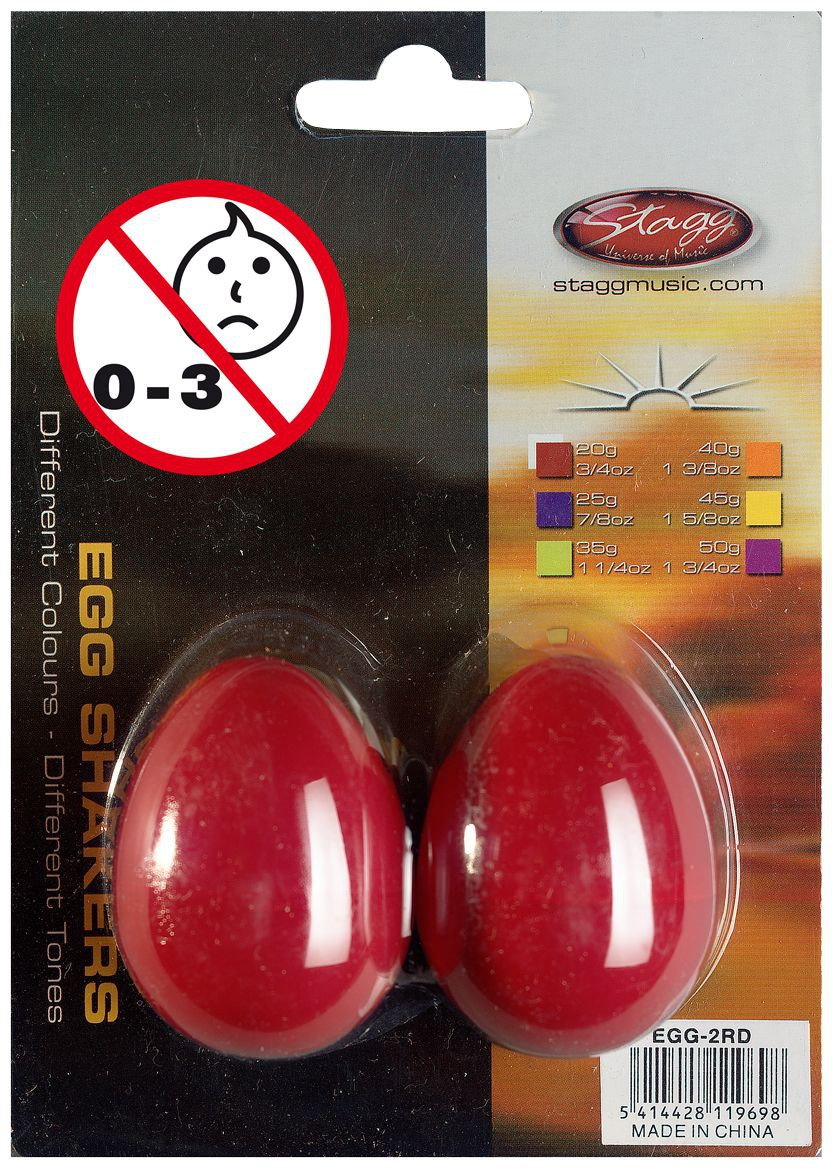 Stagg®
Universe of Music
staggmusic.com
0-3
20g
3/4oz
40g
1 3/8oz
25g
7/8oz
45g
1 5/8oz
35g
1 1/4oz
50g
1 3/4oz
EGG SHAKERS
Different Colours - Different Tones
EGG-2RD
5 414428 119698
MADE IN CHINA